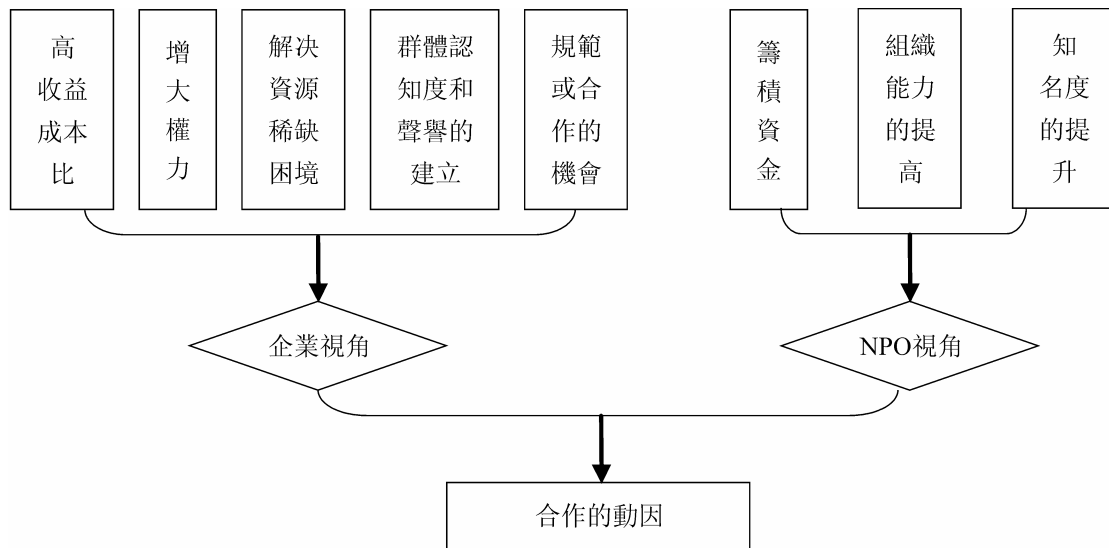 高
收益
成本
比
增
大
權
力
解決
資源
稀缺
困境
群體認
知度和
聲譽的
建立
規範
或合
作的
機會
籌
積
資
金
組織
能力
的提
高
知
名度
的提
升
企業視角
NPO視角
合作的動因